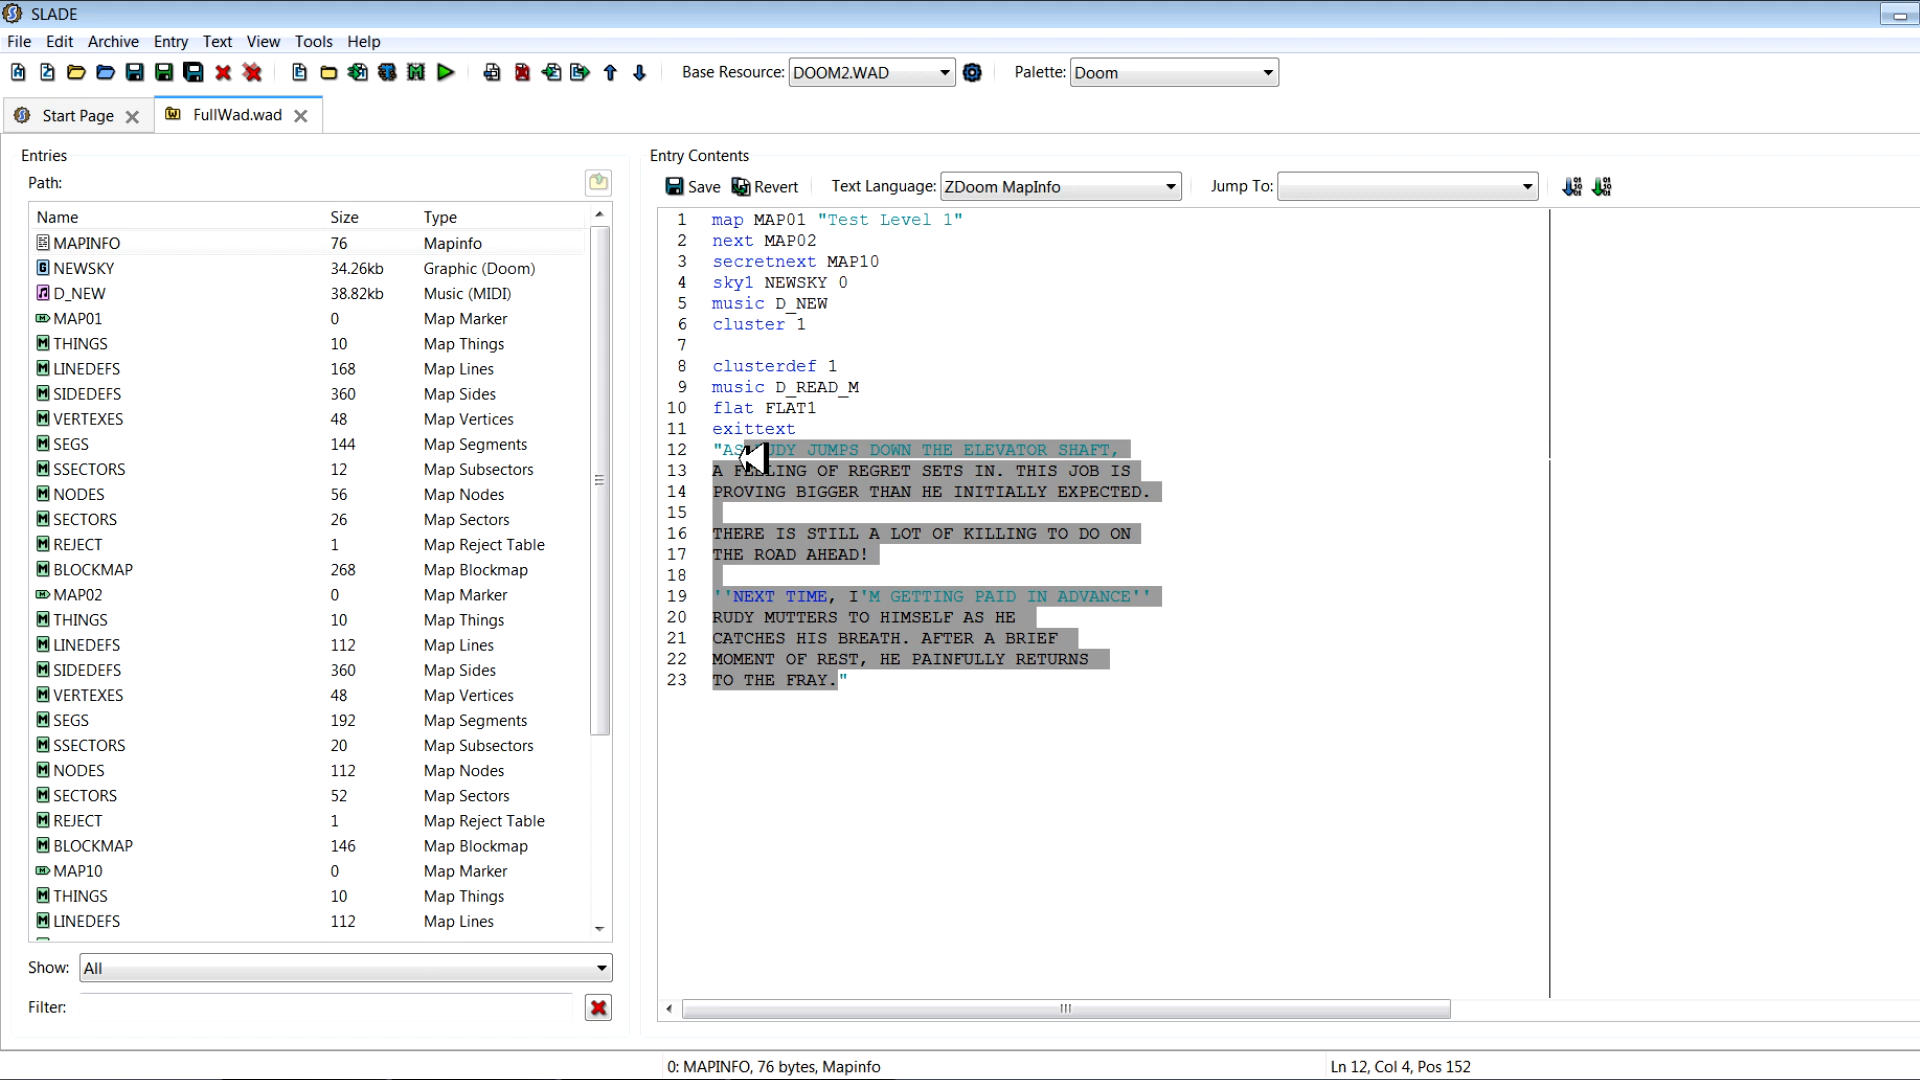 SLADE
File Edit Archive Entry Text View Tools Help
Base Resource: DOOM2.WAD Palette: Doom
Start Page FullWad.wad
Entries
Path:
Name Size Type
MAPINFO 76 Mapinfo
NEWSKY 34.26kb Graphic (Doom)
D_NEW 38.82kb Music (MIDI)
MAP01 0 Map Marker
THINGS 10 Map Things
LINEDEFS 168 Map Lines
SIDEDEFS 360 Map Sides
VERTEXES 48 Map Vertices
SEGS 144 Map Segments
SSECTORS 12 Map Subsectors
NODES 56 Map Nodes
SECTORS 26 Map Sectors
REJECT 1 Map Reject Table
BLOCKMAP 268 Map Blockmap
MAP02 0 Map Marker
THINGS 10 Map Things
LINEDEFS 112 Map Lines
SIDEDEFS 360 Map Sides
VERTEXES 48 Map Vertices
SEGS 192 Map Segments
SSECTORS 20 Map Subsectors
NODES 112 Map Nodes
SECTORS 52 Map Sectors
REJECT 1 Map Reject Table
BLOCKMAP 146 Map Blockmap
MAP10 0 Map Marker
THINGS 10 Map Things
LINEDEFS 112 Map Lines
Show: All
Filter:
Entry Contents
Save Revert Text Language: ZDoom MapInfo Jump To:
1 map MAP01 "Test Level 1"
2 next MAP02
3 secretnext MAP10
4 sky1 NEWSKY 0
5 music D_NEW
6 cluster 1
7
8 clusterdef 1
9 music D_READ_M
10 flat FLAT1
11 exittext
12 "AS JUMPS DOWN THE ELEVATOR SHAFT,
13 A FEELING OF REGRET SETS IN. THIS JOB IS
14 PROVING BIGGER THAN HE INITIALLY EXPECTED.
15
16 THERE IS STILL A LOT OF KILLING TO DO ON
17 THE ROAD AHEAD!
18
19 ''NEXT TIME, I'M GETTING PAID IN ADVANCE''
20 RUDY MUTTERS TO HIMSELF AS HE
21 CATCHES HIS BREATH. AFTER A BRIEF
22 MOMENT OF REST, HE PAINFULLY RETURNS
23 TO THE FRAY."
0: MAPINFO, 76 bytes, Mapinfo
Ln 12, Col 4, Pos 152